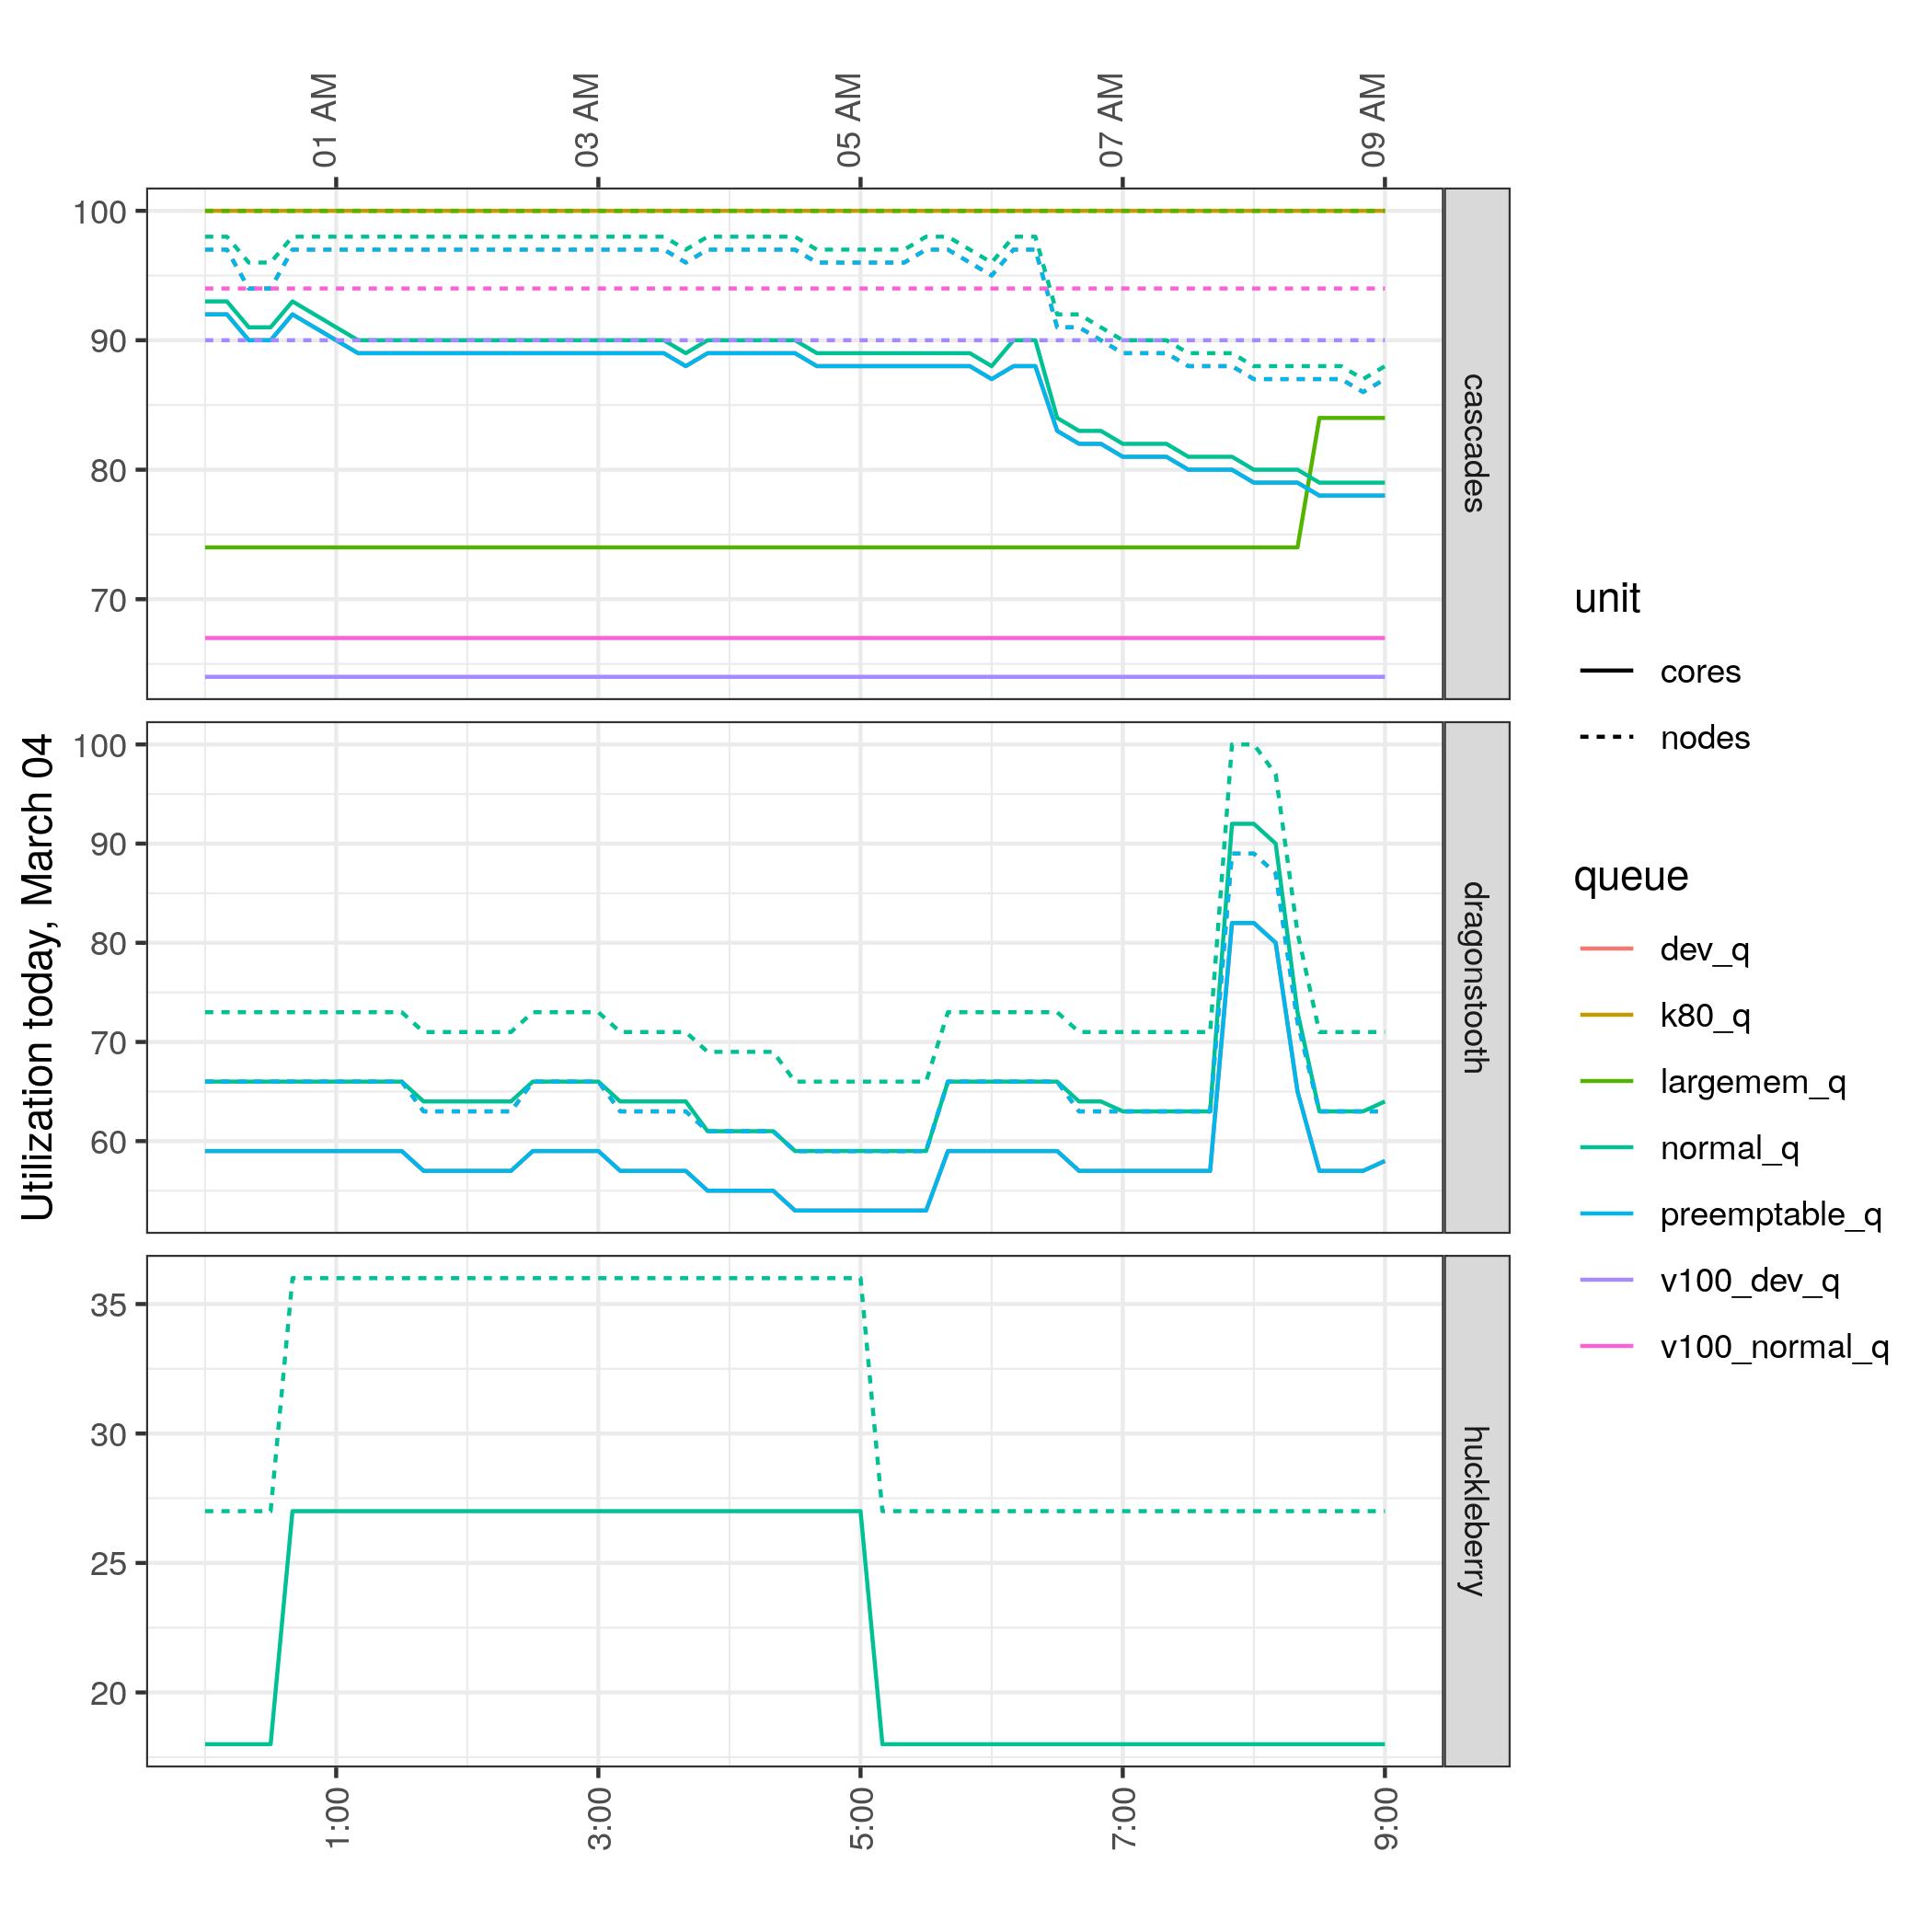 01 AM
03 AM
05 AM
07 AM
09 AM
Utilization today, March 04
100
90
80
70
cascades
100
90
80
70
60
dragonstooth
35
30
25
20
huckleberry
1:00
3:00
5:00
7:00
9:00
unit
cores
nodes
queue
dev_q
k80_q
largemem_q
normal_q
preemptable_q
v100_dev_q
v100_normal_q